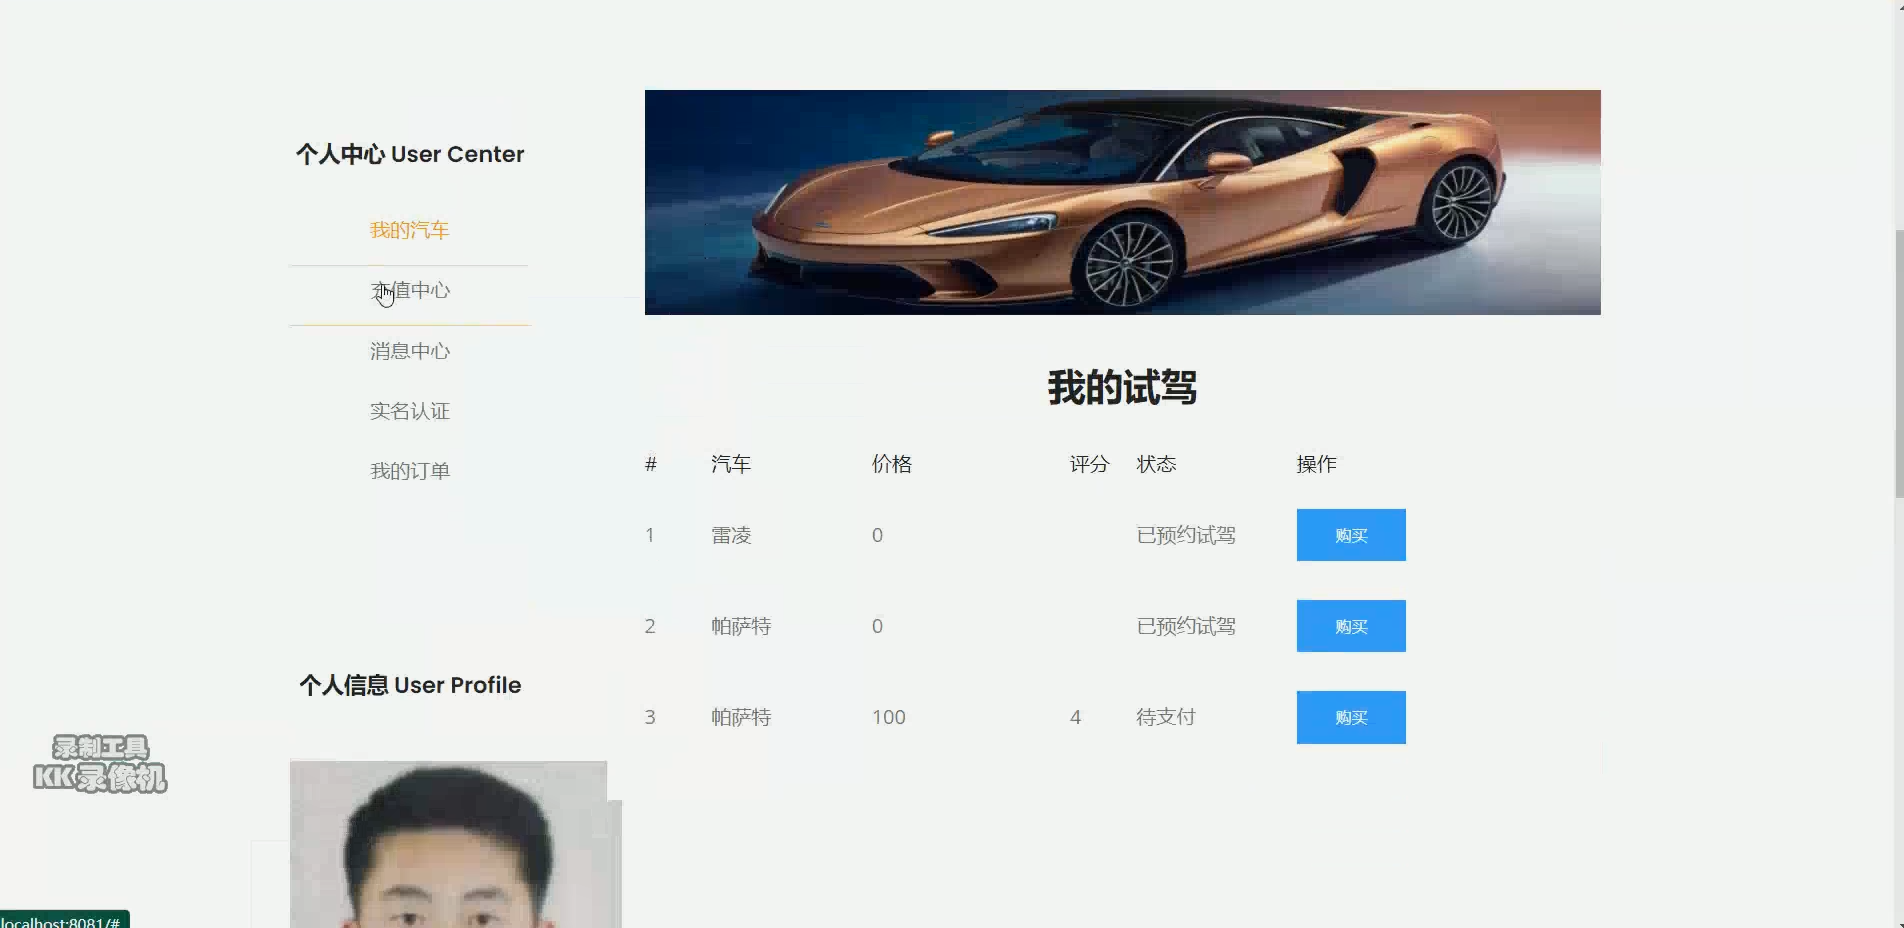 个人中心 User Center
我的汽车
充值中心
消息中心
实名认证
我的订单
我的试驾
# 汽车 价格 评分 状态 操作
1 雷凌 0 已预约试驾 购买
2 帕萨特 0 已预约试驾 购买
3 帕萨特 100 4 待支付 购买
个人信息 User Profile
录制工具
KK录像机
localhost:8081/#